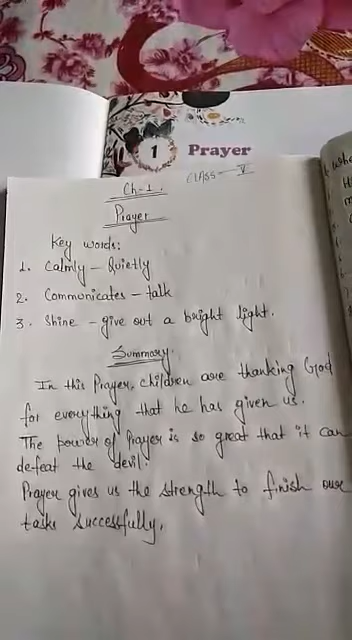 1 Prayer
CLASS - V
Ch-1.
Prayer
Key words:
1. Calmly - Quietly
2. Communicates - talk
3. Shine - give out a bright light.
Summary.
In this Prayer, children are thanking God
for everything that he has given us.
The power of Prayer is so great that it can
defeat the devil.
Prayer gives us the strength to finish our
tasks successfully.